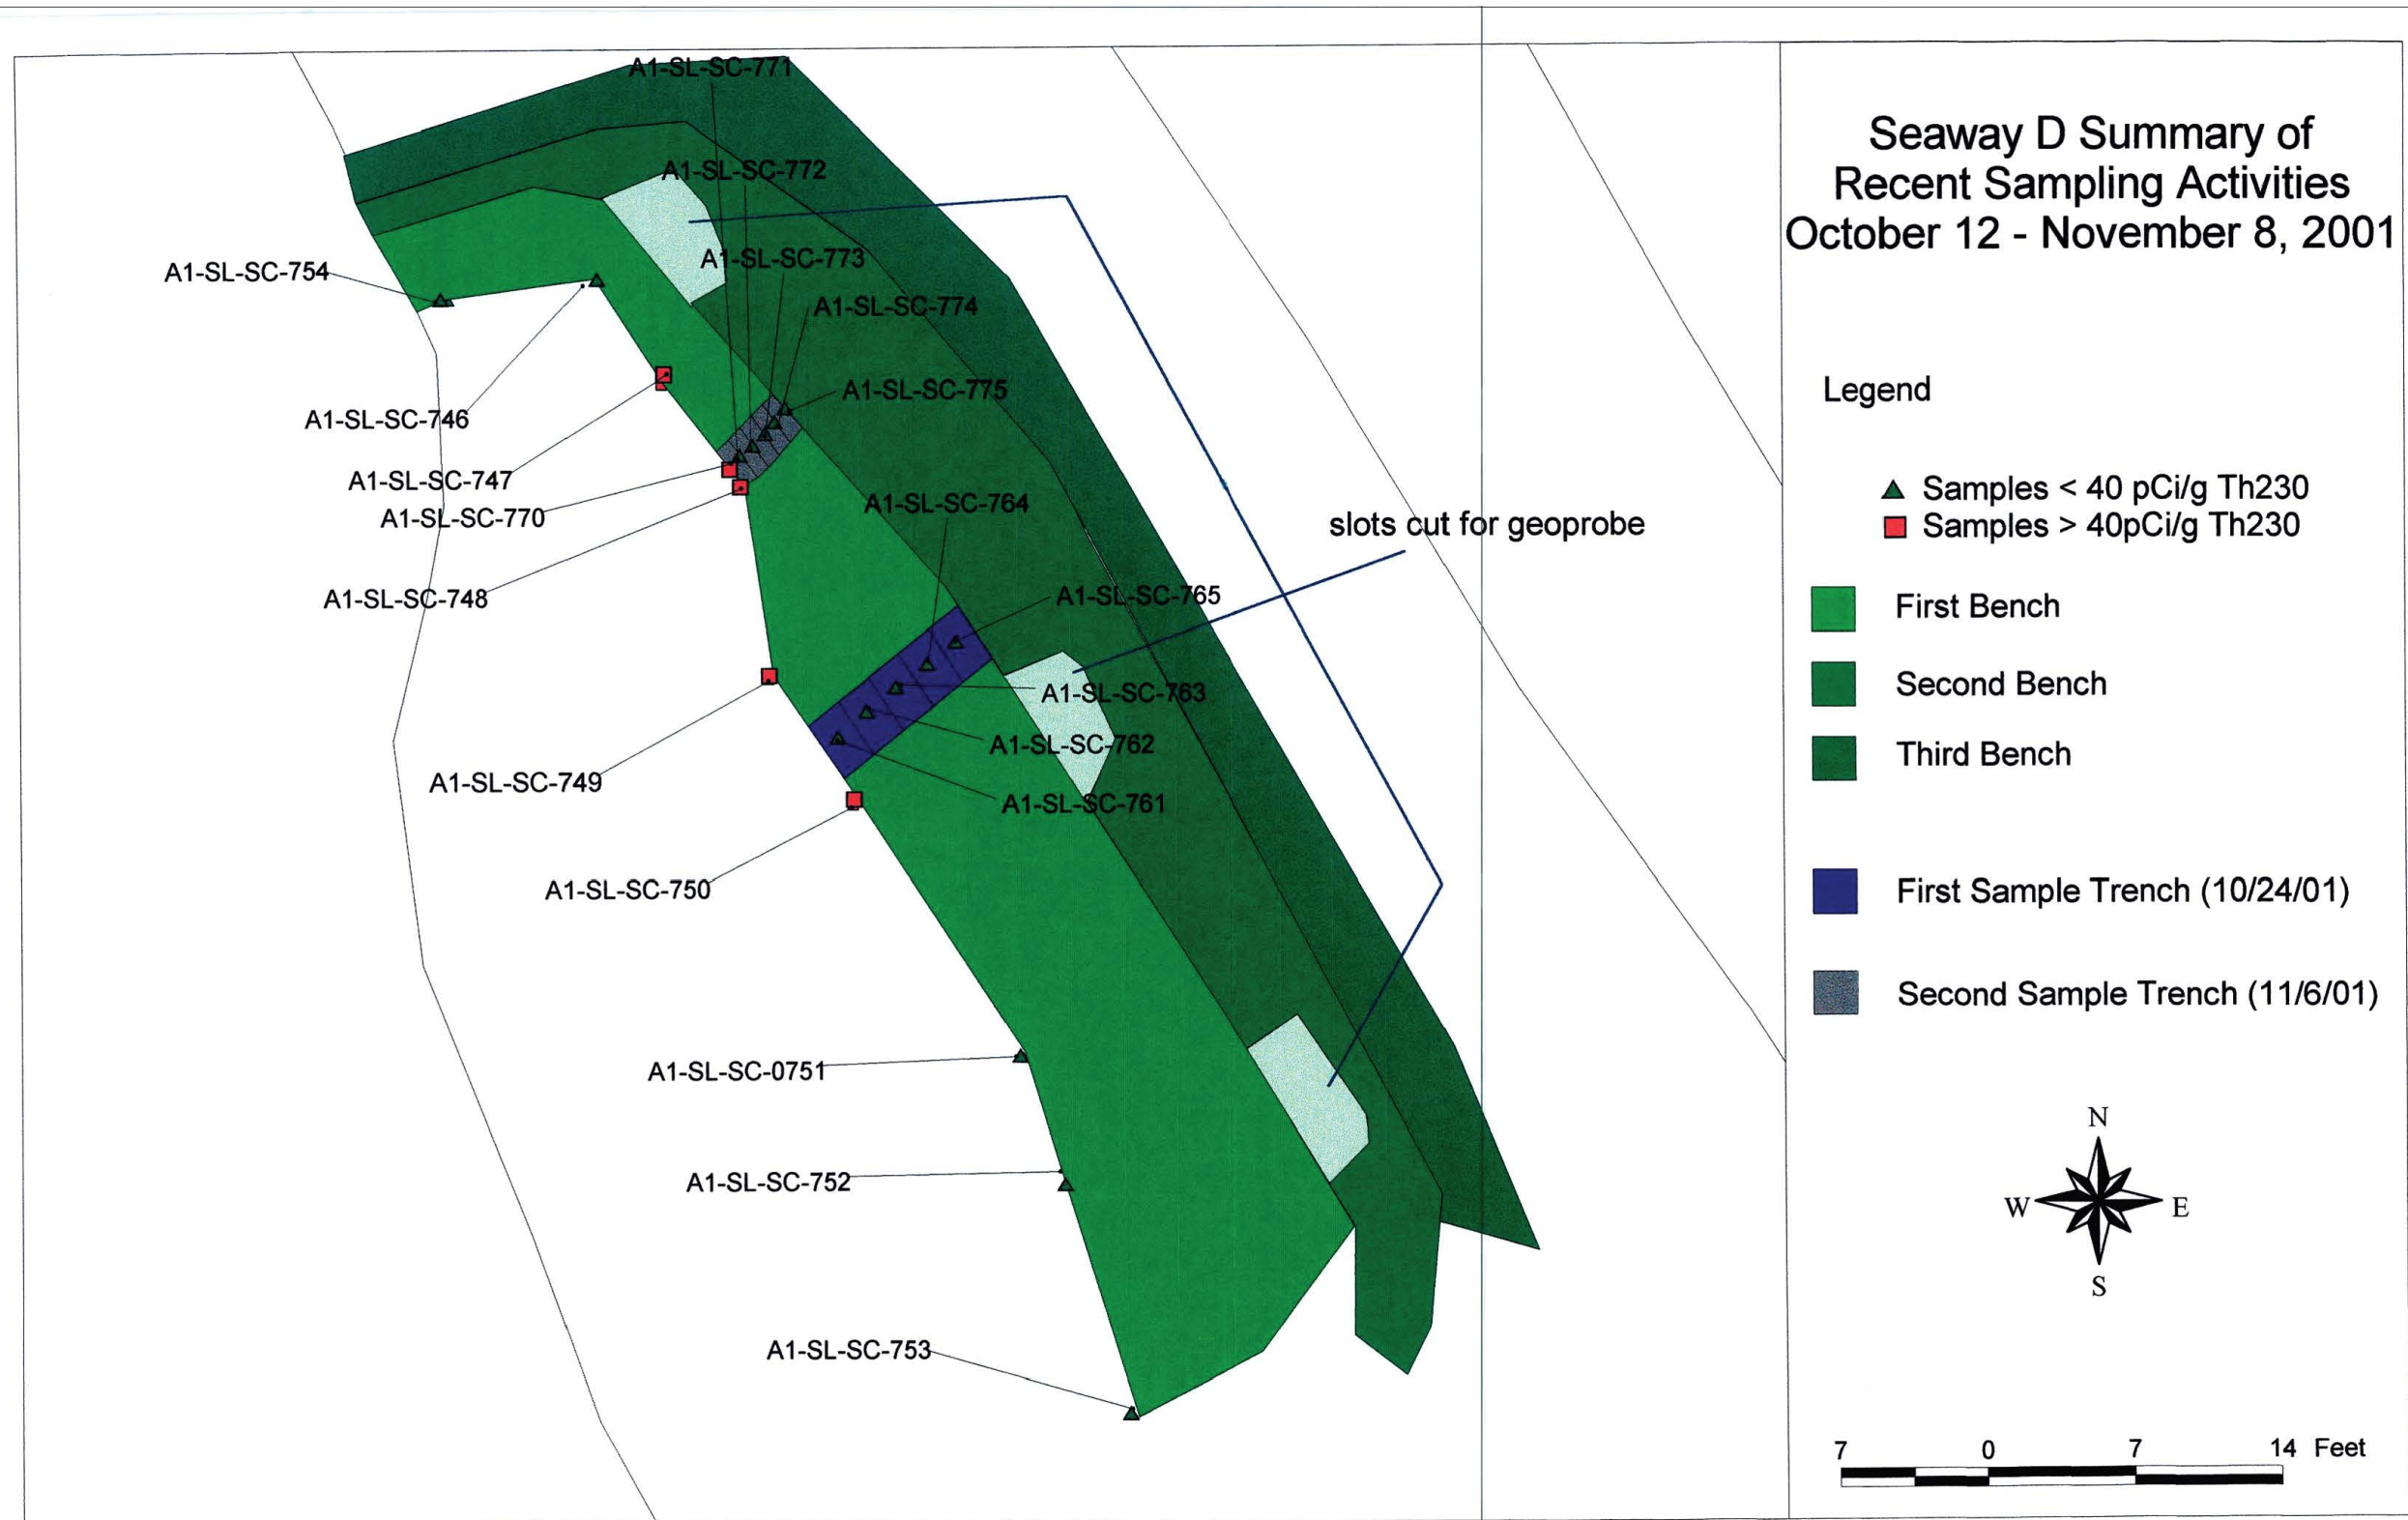 Seaway D Summary of
Recent Sampling Activities
October 12 - November 8, 2001
A1-SL-SC-771
A1-SL-SC-772
A1-SL-SC-773
A1-SL-SC-754
A1-SL-SC-774
A1-SL-SC-775
A1-SL-SC-746
A1-SL-SC-747
A1-SL-SC-770
A1-SL-SC-764
slots cut for geoprobe
A1-SL-SC-748
A1-SL-SC-765
A1-SL-SC-763
A1-SL-SC-762
A1-SL-SC-749
A1-SL-SC-761
A1-SL-SC-750
A1-SL-SC-0751
A1-SL-SC-752
A1-SL-SC-753
Legend
Samples < 40 pCi/g Th230
Samples > 40pCi/g Th230
First Bench
Second Bench
Third Bench
First Sample Trench (10/24/01)
Second Sample Trench (11/6/01)
N
W E
S
7 0 7 14 Feet